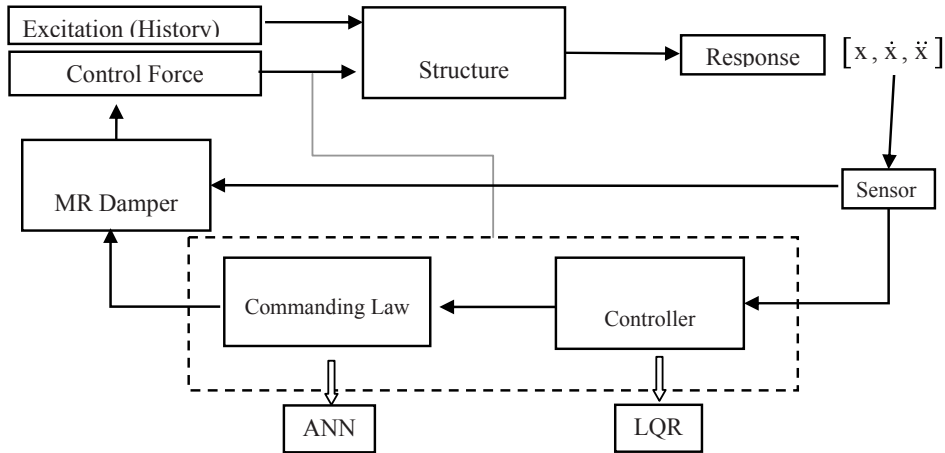 Excitation (History)
Control Force
Structure
Response
[x, ẋ, ẍ]
MR Damper
Sensor
Commanding Law
Controller
ANN
LQR